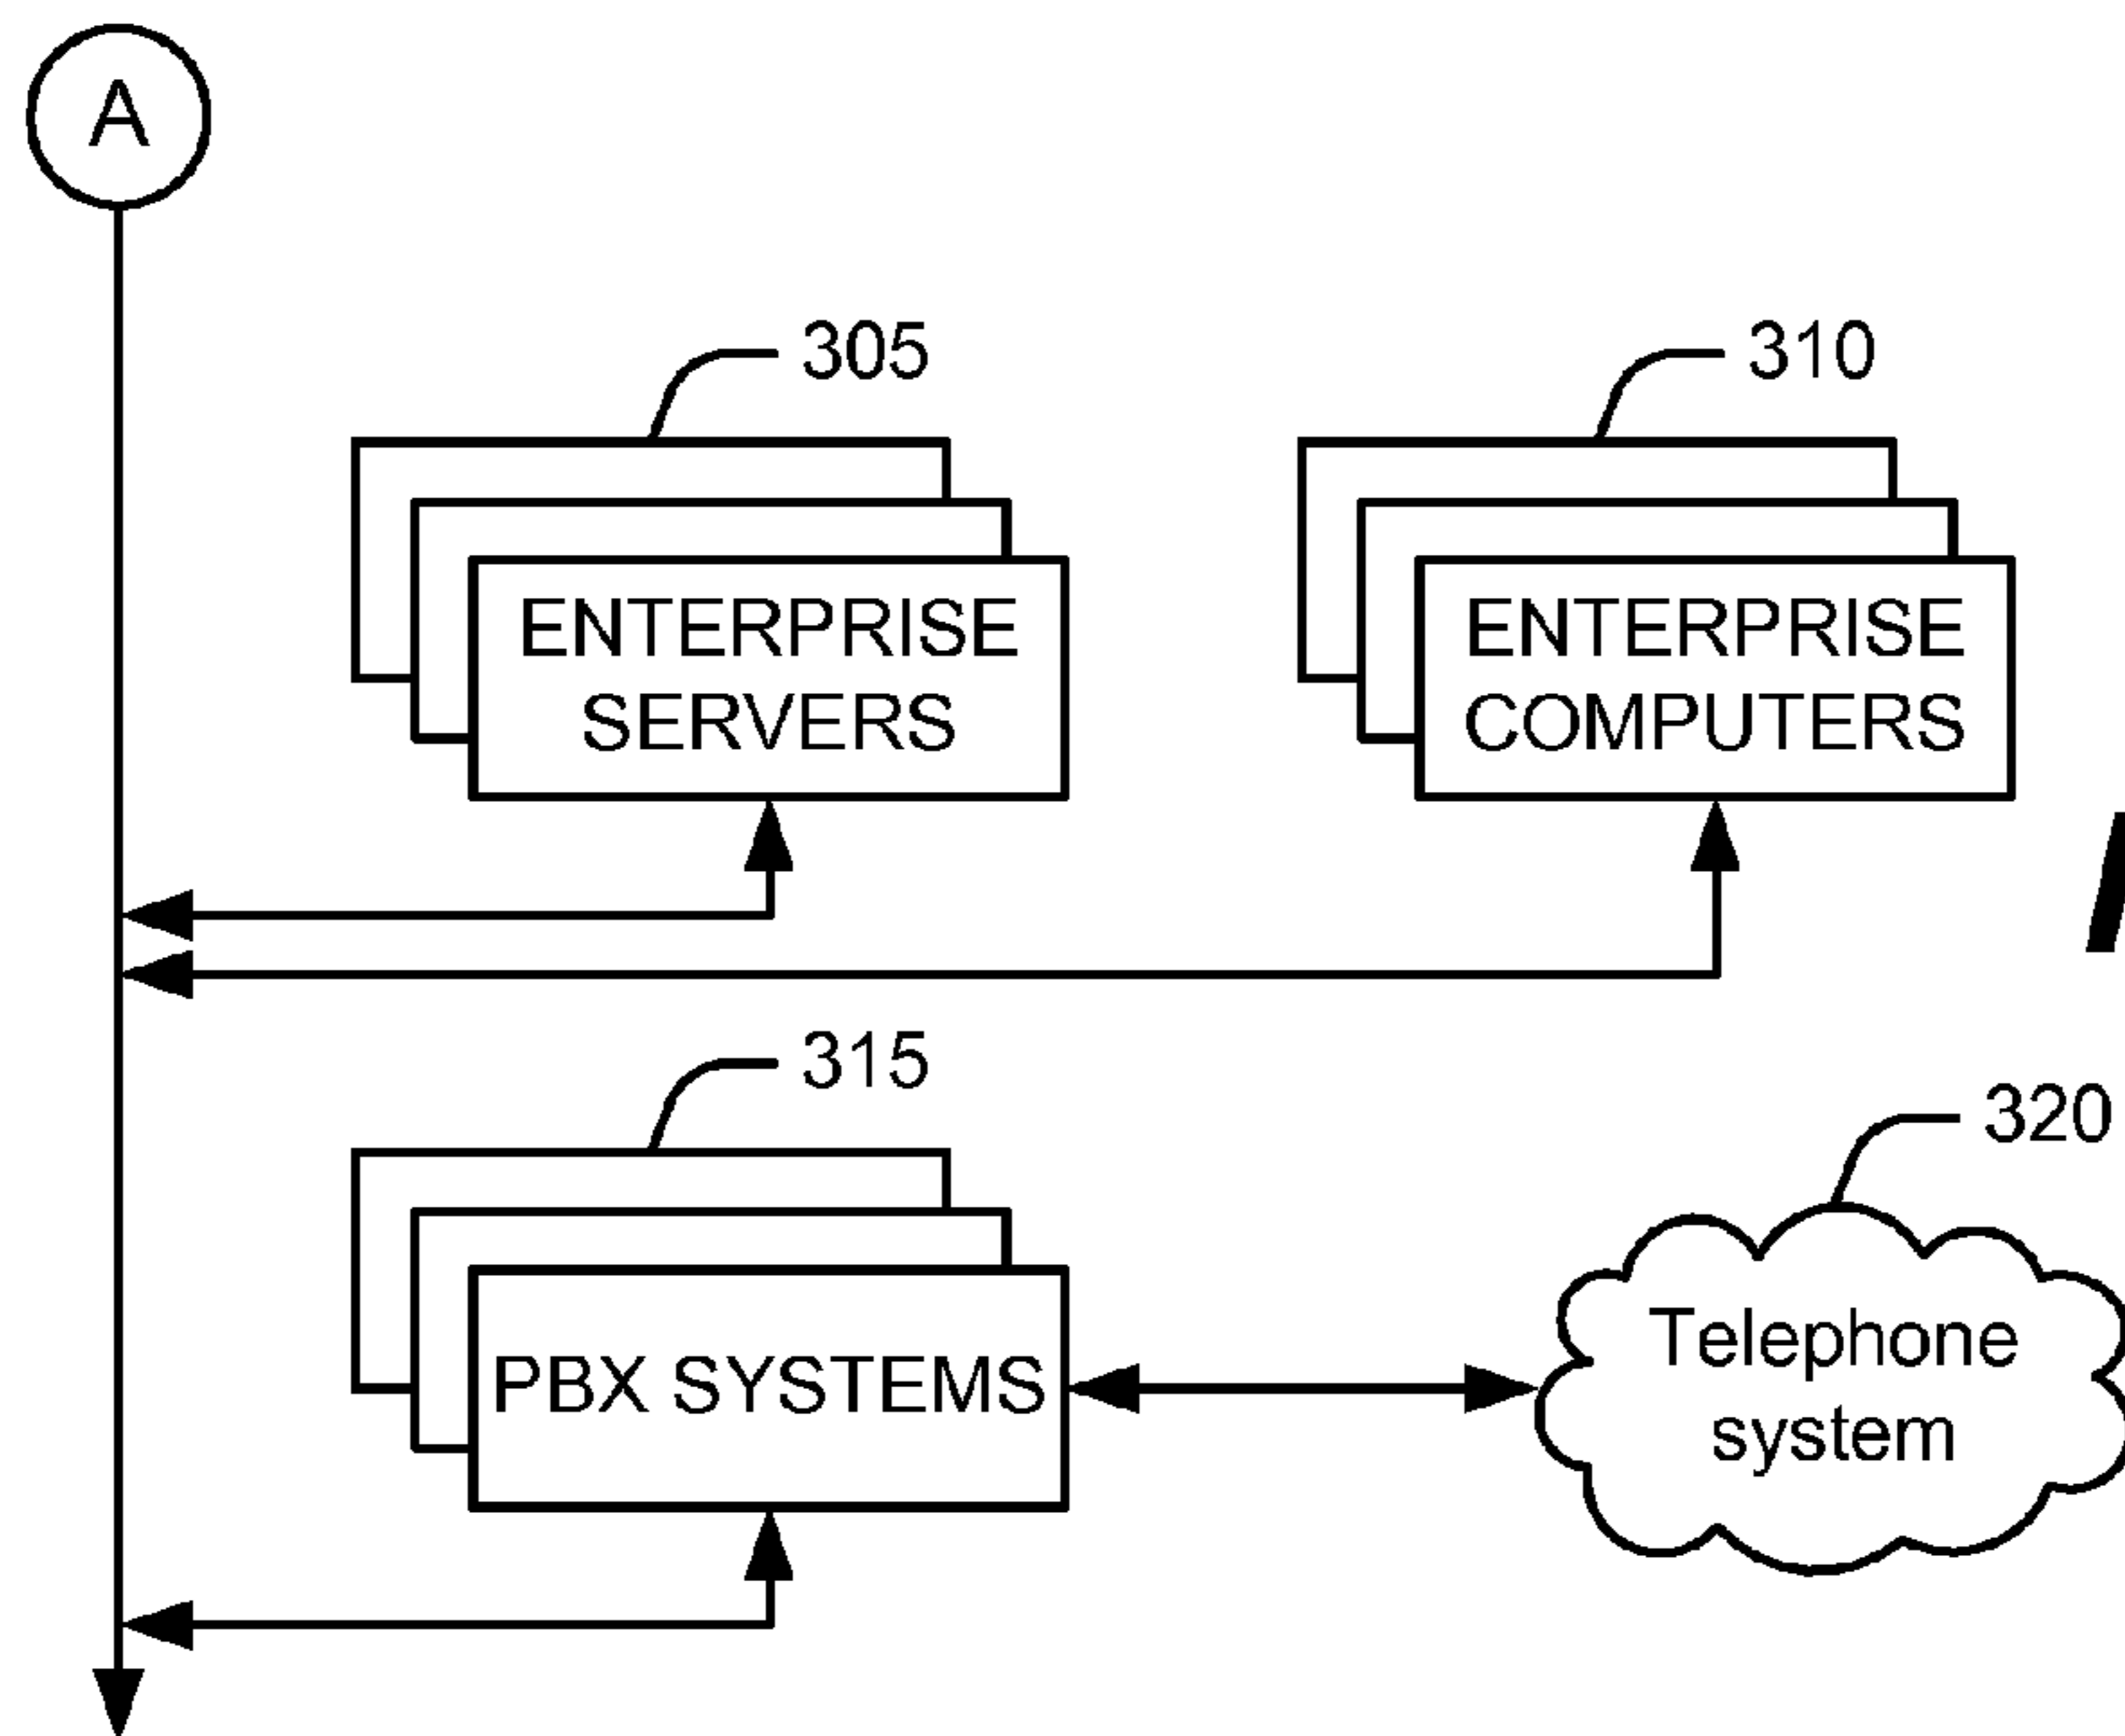 A
305
310
ENTERPRISE
SERVERS
ENTERPRISE
COMPUTERS
315
320
PBX SYSTEMS
Telephone
system